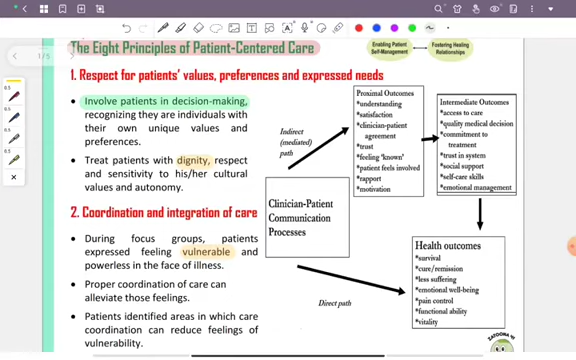 1 / 5
The Eight Principles of Patient-Centered Care
Enabling Patient
Self-Management
Fostering Healing
Relationships
1. Respect for patients' values, preferences and expressed needs
• Involve patients in decision-making,
recognizing they are individuals with
their own unique values and
preferences.
• Treat patients with dignity, respect
and sensitivity to his/her cultural
values and autonomy.
2. Coordination and integration of care
• During focus groups, patients
expressed feeling vulnerable and
powerless in the face of illness.
• Proper coordination of care can
alleviate those feelings.
• Patients identified areas in which care
coordination can reduce feelings of
vulnerability.
Indirect
(mediated)
path
Clinician-Patient
Communication
Processes
Direct path
Proximal Outcomes
*understanding
*satisfaction
*clinician-patient
agreement
*trust
*feeling 'known'
*patient feels involved
*rapport
*motivation
Intermediate Outcomes
*access to care
*quality medical decision
*commitment to
treatment
*trust in system
*social support
*self-care skills
*emotional management
Health outcomes
*survival
*cure/remission
*less suffering
*emotional well-being
*pain control
*functional ability
*vitality